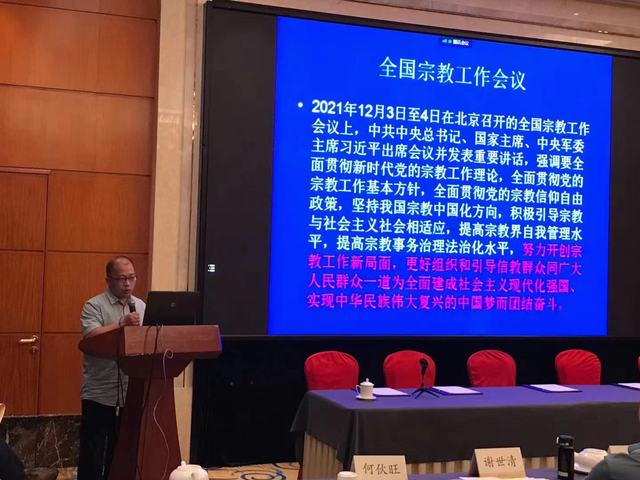 腾讯会议
全国宗教工作会议
• 2021年12月3日至4日在北京召开的全国宗教工作
会议上，中共中央总书记、国家主席、中央军委
主席习近平出席会议并发表重要讲话，强调要全
面贯彻新时代党的宗教工作理论，全面贯彻党的
宗教工作基本方针，全面贯彻党的宗教信仰自由
政策，坚持我国宗教中国化方向，积极引导宗教
与社会主义社会相适应，提高宗教界自我管理水
平，提高宗教事务治理法治化水平，努力开创宗
教工作新局面，更好组织和引导信教群众同广大
人民群众一道为全面建成社会主义现代化强国、
实现中华民族伟大复兴的中国梦而团结奋斗。
何伙旺
谢世清